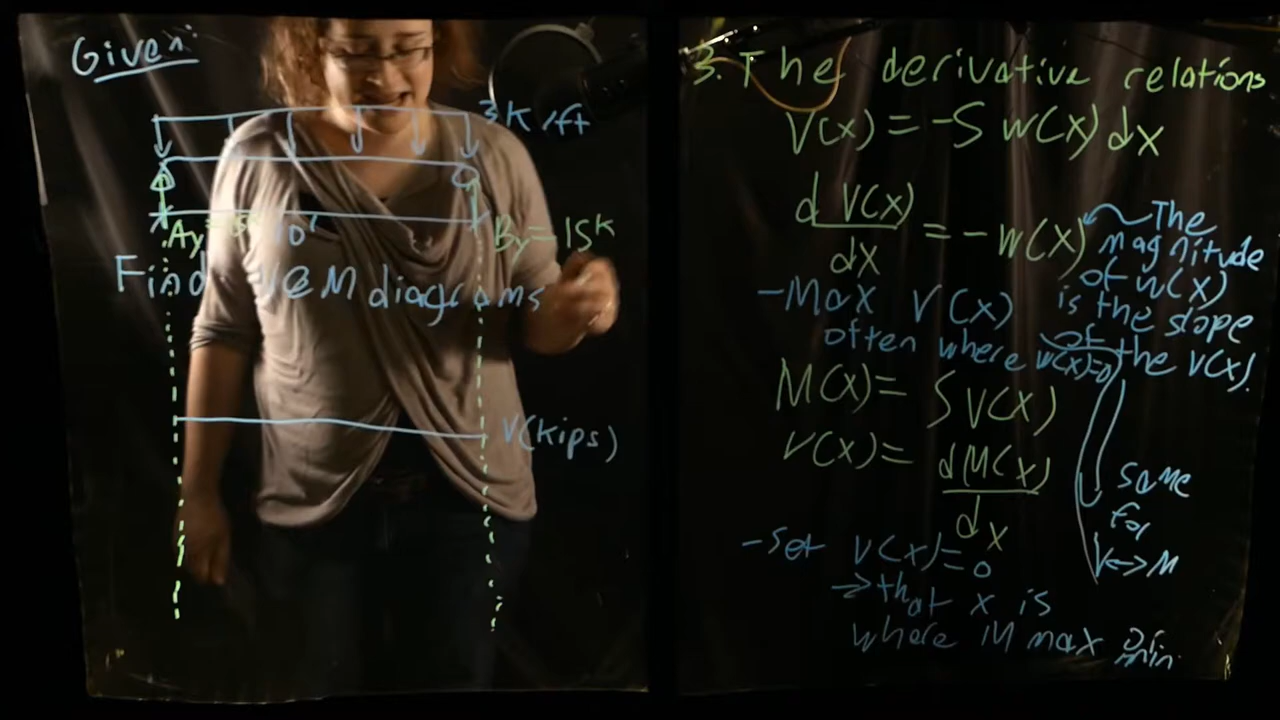 Given:
3K/ft
Ay= 15K
10'
By= 15K
Find V&M diagrams
V(kips)
3. The derivative relations
V(x)=-∫w(x)dx
dV(x)/dx = -w(x)
The
magnitude
of w(x)
is the slope
of the V(x).
-Max V(x)
often where w(x)=0
M(x)= ∫V(x)
V(x)= dM(x)/dx
same
for
V<->M
-set V(x)=0
->that x is
where M max or
min.